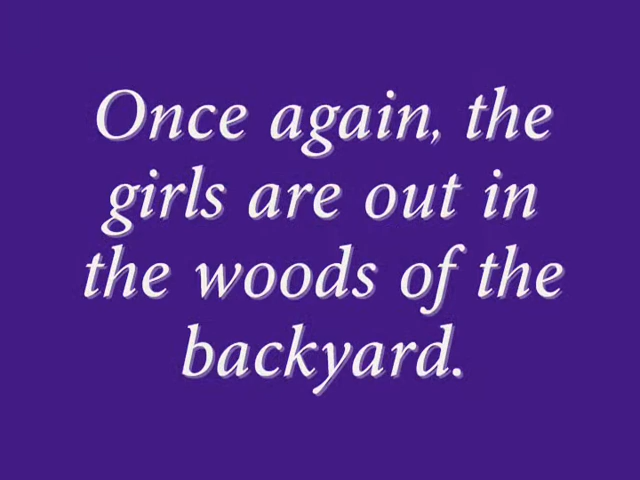 Once again, the
girls are out in
the woods of the
backyard.